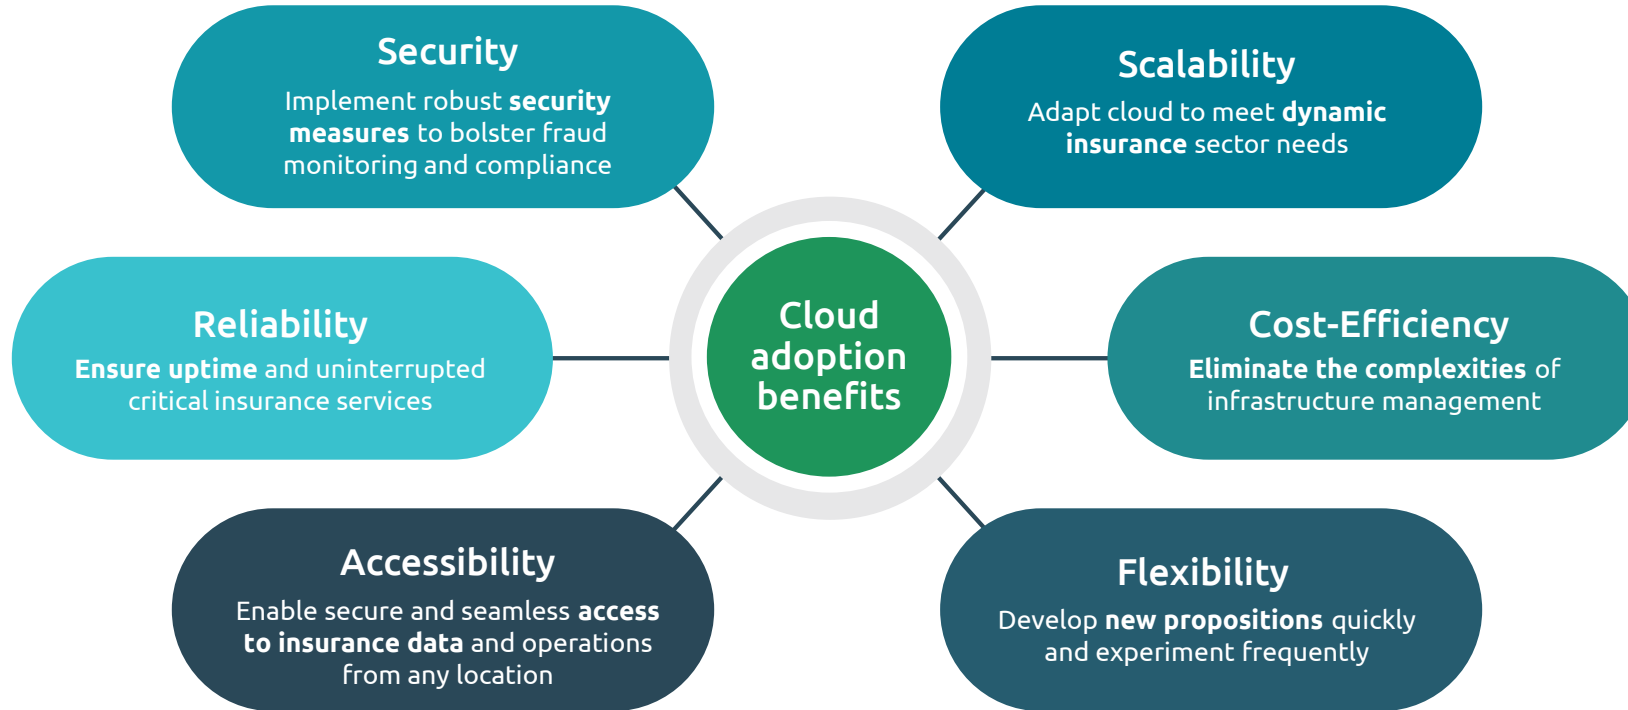 Security
Implement robust security
measures to bolster fraud
monitoring and compliance
Scalability
Adapt cloud to meet dynamic
insurance sector needs
Reliability
Ensure uptime and uninterrupted
critical insurance services
Cloud
adoption
benefits
Cost-Efficiency
Eliminate the complexities of
infrastructure management
Accessibility
Enable secure and seamless access
to insurance data and operations
from any location
Flexibility
Develop new propositions quickly
and experiment frequently